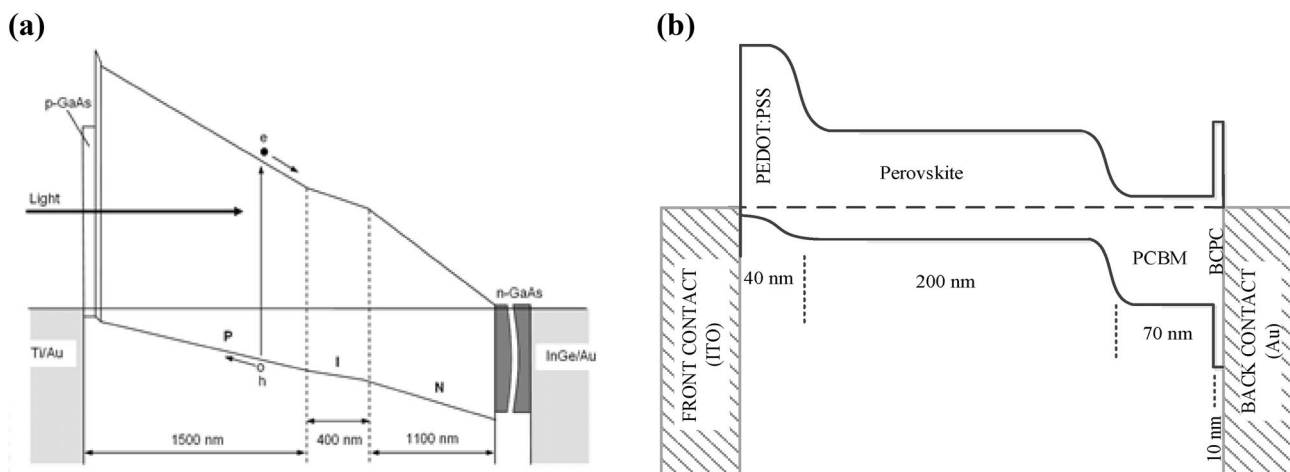 (a)
p-GaAs
e
Light
n-GaAs
Ti/Au
P
o
h
I
N
InGe/Au
1500 nm
400 nm
1100 nm
(b)
PEDOT:PSS
Perovskite
PCBM
BCPC
40 nm
200 nm
70 nm
10 nm
FRONT CONTACT
(ITO)
BACK CONTACT
(Au)